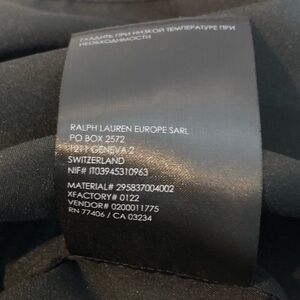 ГЛАДИТЬ ПРИ НИЗКОЙ ТЕМПЕРАТУРЕ ПРИ
НЕОБХОДИМОСТИ
RALPH LAUREN EUROPE SARL
PO BOX 2572
1211 GENEVA 2
SWITZERLAND
NIF# IT03945310963
MATERIAL# 295837004002
XFACTORY# 0122
VENDOR# 0200011775
RN 77406 / CA 03234